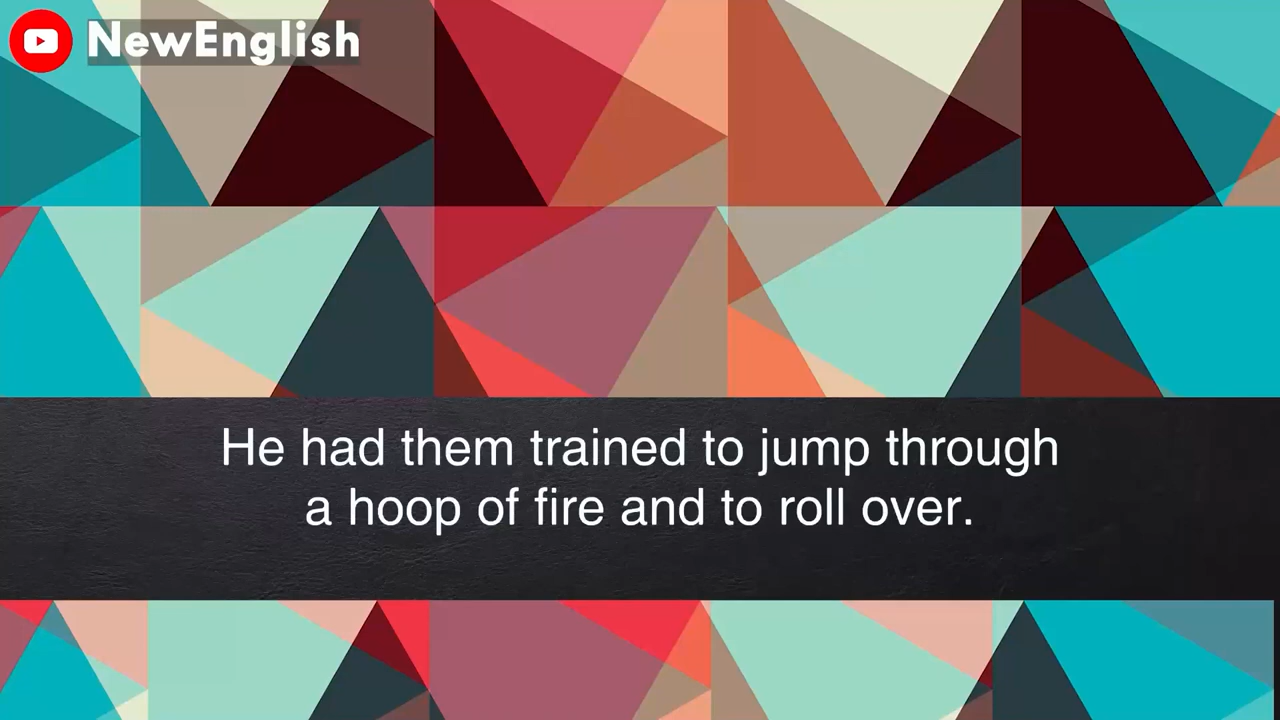 NewEnglish
He had them trained to jump through
a hoop of fire and to roll over.